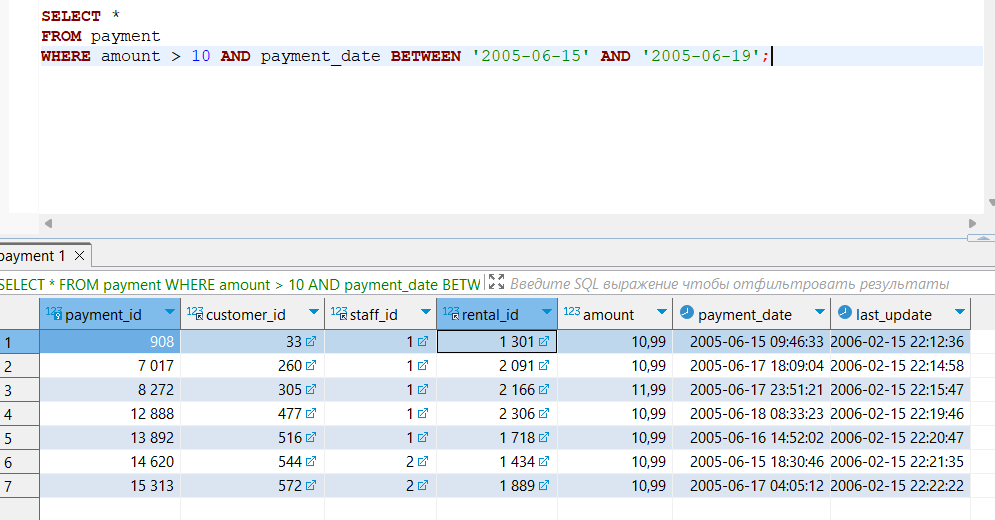 SELECT *
FROM payment
WHERE amount > 10 AND payment_date BETWEEN '2005-06-15' AND '2005-06-19';
payment 1
SELECT * FROM payment WHERE amount > 10 AND payment_date BETW Введите SQL выражение чтобы отфильтровать результаты
123 payment_id 123 customer_id 123 staff_id 123 rental_id 123 amount payment_date last_update
1 908 33 1 1 301 10,99 2005-06-15 09:46:33 2006-02-15 22:12:36
2 7 017 260 1 2 091 10,99 2005-06-17 18:09:04 2006-02-15 22:14:58
3 8 272 305 1 2 166 11,99 2005-06-17 23:51:21 2006-02-15 22:15:47
4 12 888 477 1 2 306 10,99 2005-06-18 08:33:23 2006-02-15 22:19:46
5 13 892 516 1 1 718 10,99 2005-06-16 14:52:02 2006-02-15 22:20:47
6 14 620 544 2 1 434 10,99 2005-06-15 18:30:46 2006-02-15 22:21:35
7 15 313 572 2 1 889 10,99 2005-06-17 04:05:12 2006-02-15 22:22:22